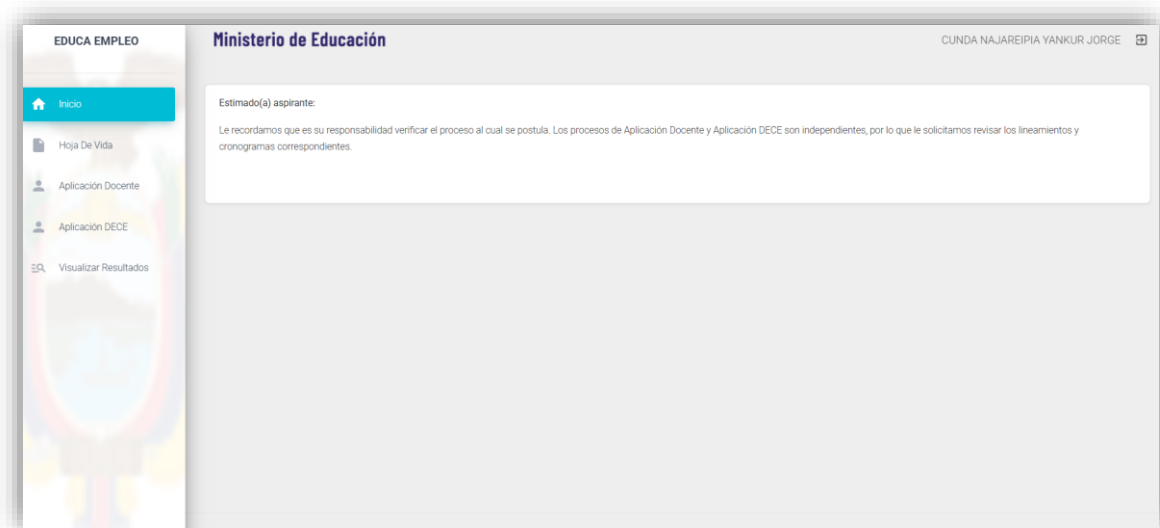 EDUCA EMPLEO
Ministerio de Educación
CUNDA NAJAREIPIA YANKUR JORGE
Inicio
Hoja De Vida
Aplicación Docente
Aplicación DECE
Visualizar Resultados
Estimado(a) aspirante:
Le recordamos que es su responsabilidad verificar el proceso al cual se postula. Los procesos de Aplicación Docente y Aplicación DECE son independientes, por lo que le solicitamos revisar los lineamientos y
cronogramas correspondientes.